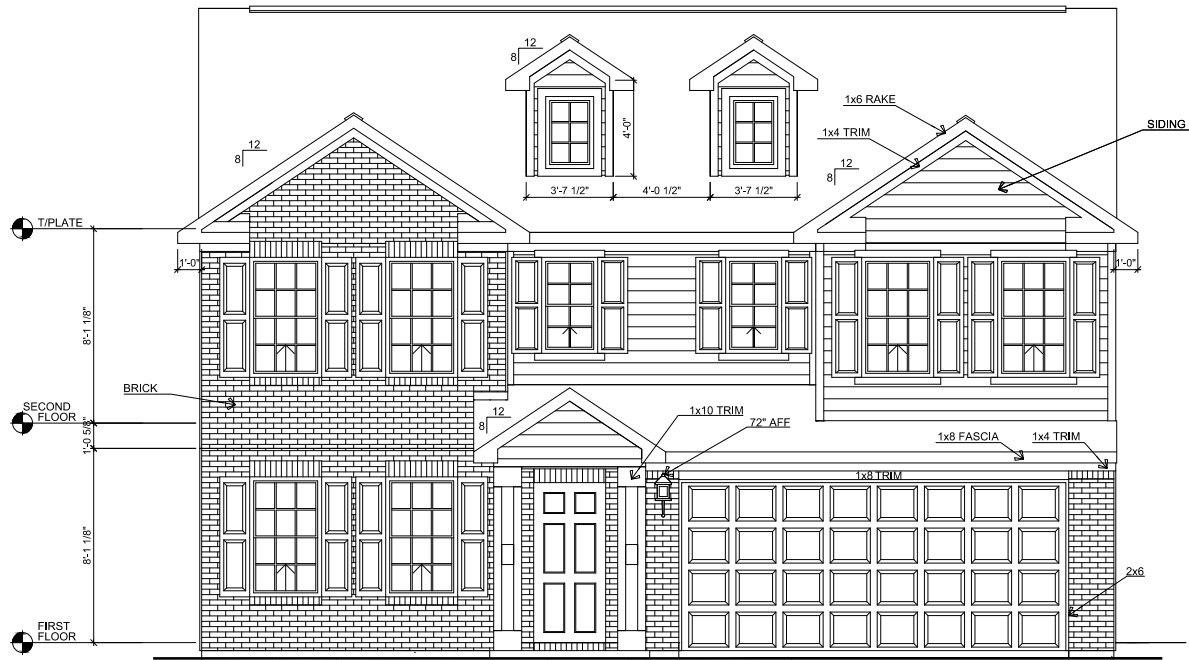 12
8
12
8
12
8
12
8
1x6 RAKE
1x4 TRIM
SIDING
4'-0"
3'-7 1/2"
4'-0 1/2"
3'-7 1/2"
T/PLATE
1'-0"
1'-0"
8'-1 1/8"
BRICK
SECOND
FLOOR
1'-0 5/8"
1x10 TRIM
72" AFF
1x8 FASCIA
1x4 TRIM
1x8 TRIM
8'-1 1/8"
2x6
FIRST
FLOOR